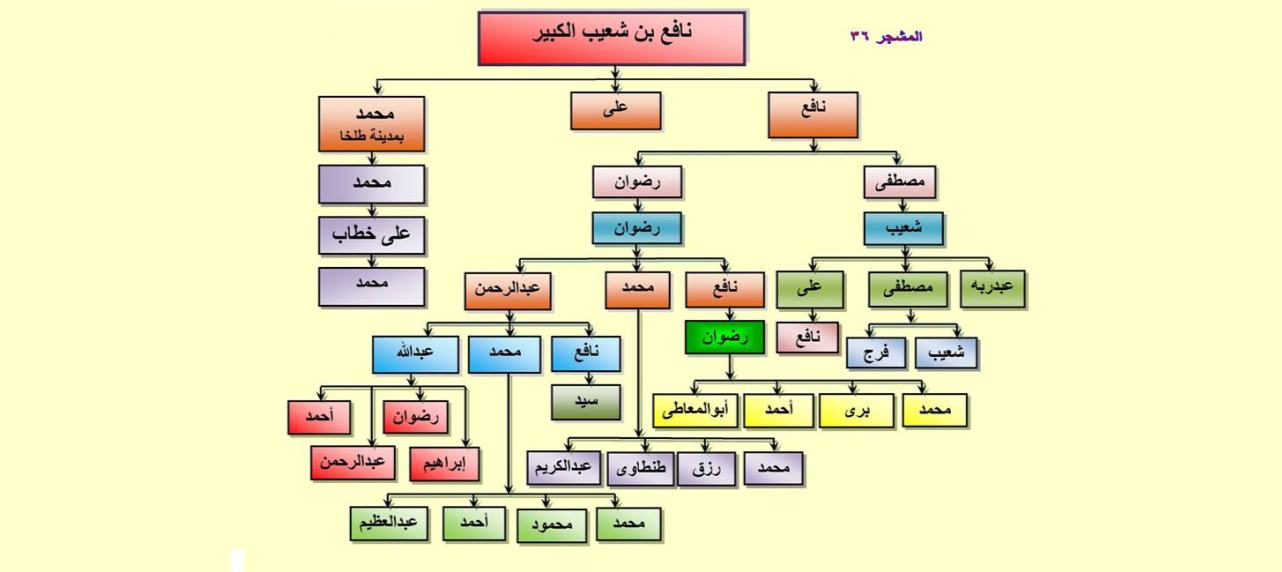 المشجر ٣٦
نافع بن شعيب الكبير
نافع
على
محمد
بمدينة طلخا
مصطفى
رضوان
محمد
شعيب
رضوان
على خطاب
عبدربه
مصطفى
على
نافع
محمد
عبدالرحمن
محمد
شعيب
فرج
نافع
رضوان
نافع
محمد
عبدالله
سيد
محمد
برى
أحمد
أبوالمعاطى
رضوان
أحمد
محمد
رزق
طنطاوى
عبدالكريم
إبراهيم
عبدالرحمن
محمد
محمود
أحمد
عبدالعظيم